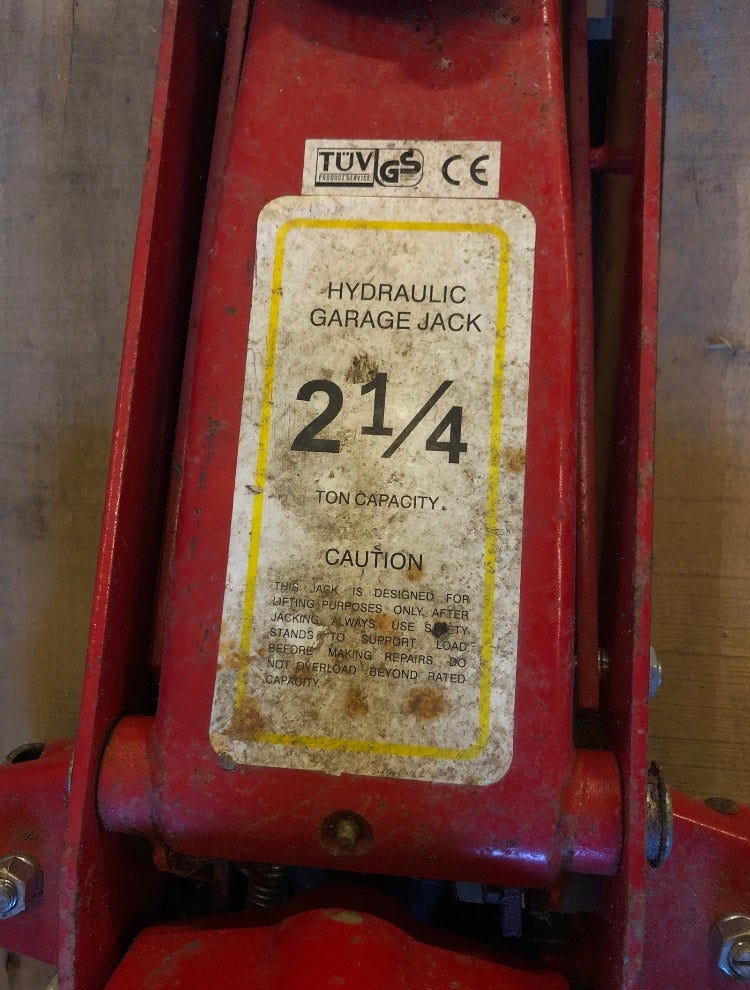 TÜV GS CE
PRODUCT SERVICE
HYDRAULIC
GARAGE JACK
2 1/4
TON CAPACITY.
CAUTION
THIS JACK IS DESIGNED FOR
LIFTING PURPOSES ONLY, AFTER
JACKING, ALWAYS USE SAFETY
STANDS TO SUPPORT LOAD
BEFORE MAKING REPAIRS. DO
NOT OVERLOAD BEYOND RATED
CAPACITY